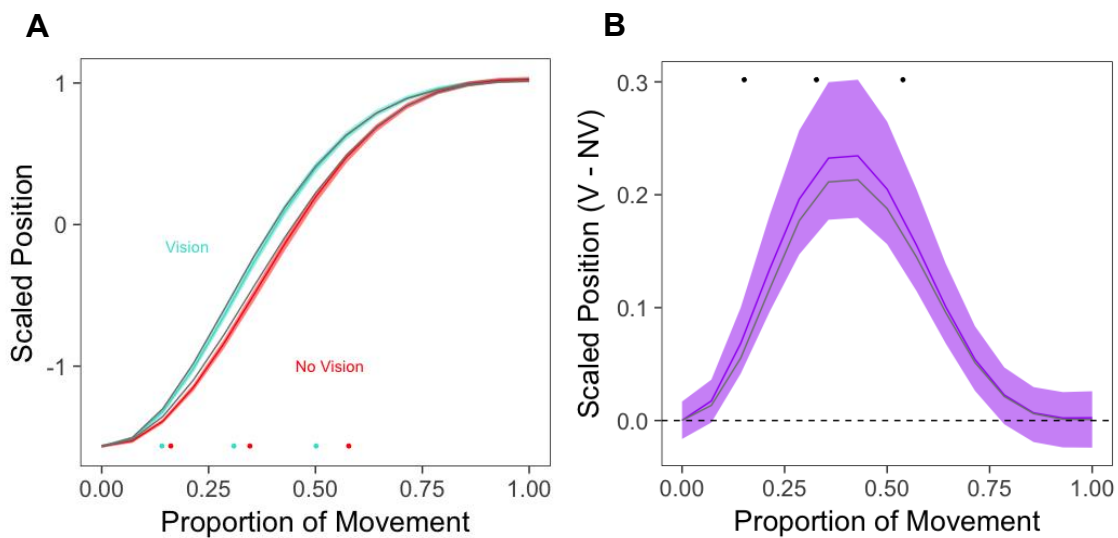 A
Scaled Position
1
0
-1
Vision
No Vision
0.00 0.25 0.50 0.75 1.00
Proportion of Movement
B
Scaled Position (V - NV)
0.3
0.2
0.1
0.0
0.00 0.25 0.50 0.75 1.00
Proportion of Movement